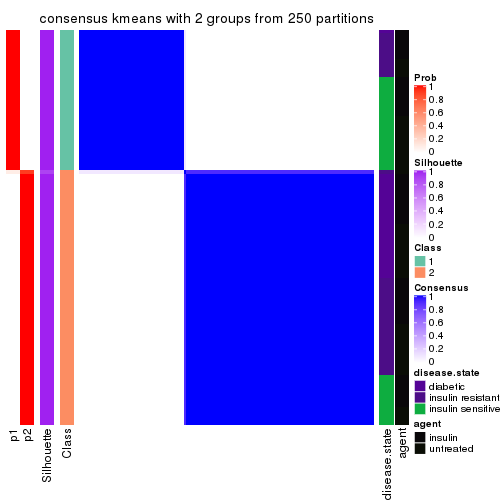 consensus kmeans with 2 groups from 250 partitions
Prob
1
0.8
0.6
0.4
0.2
0
Silhouette
1
0.8
0.6
0.4
0.2
0
Class
1
2
Consensus
1
0.8
0.6
0.4
0.2
0
disease.state
diabetic
insulin resistant
insulin sensitive
agent
insulin
untreated
p1
p2
Silhouette
Class
disease.state
agent